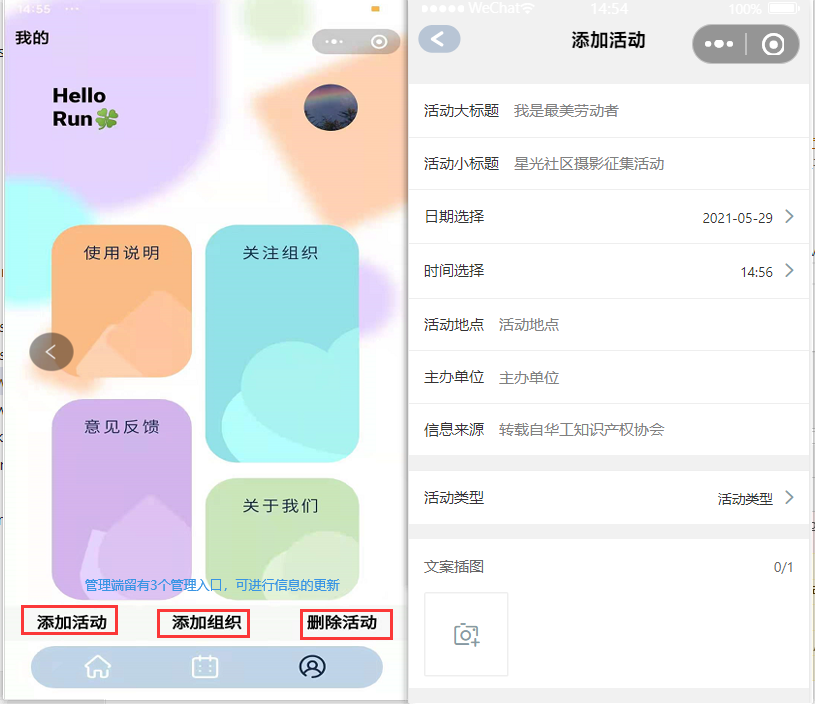 14:55
我的
Hello
Run
使用说明
关注组织
意见反馈
关于我们
管理端留有3个管理入口，可进行信息的更新
添加活动
添加组织
删除活动
WeChat
14:54
100%
添加活动
活动大标题 我是最美劳动者
活动小标题 星光社区摄影征集活动
日期选择 2021-05-29
时间选择 14:56
活动地点 活动地点
主办单位 主办单位
信息来源 转载自华工知识产权协会
活动类型 活动类型
文案插图 0/1